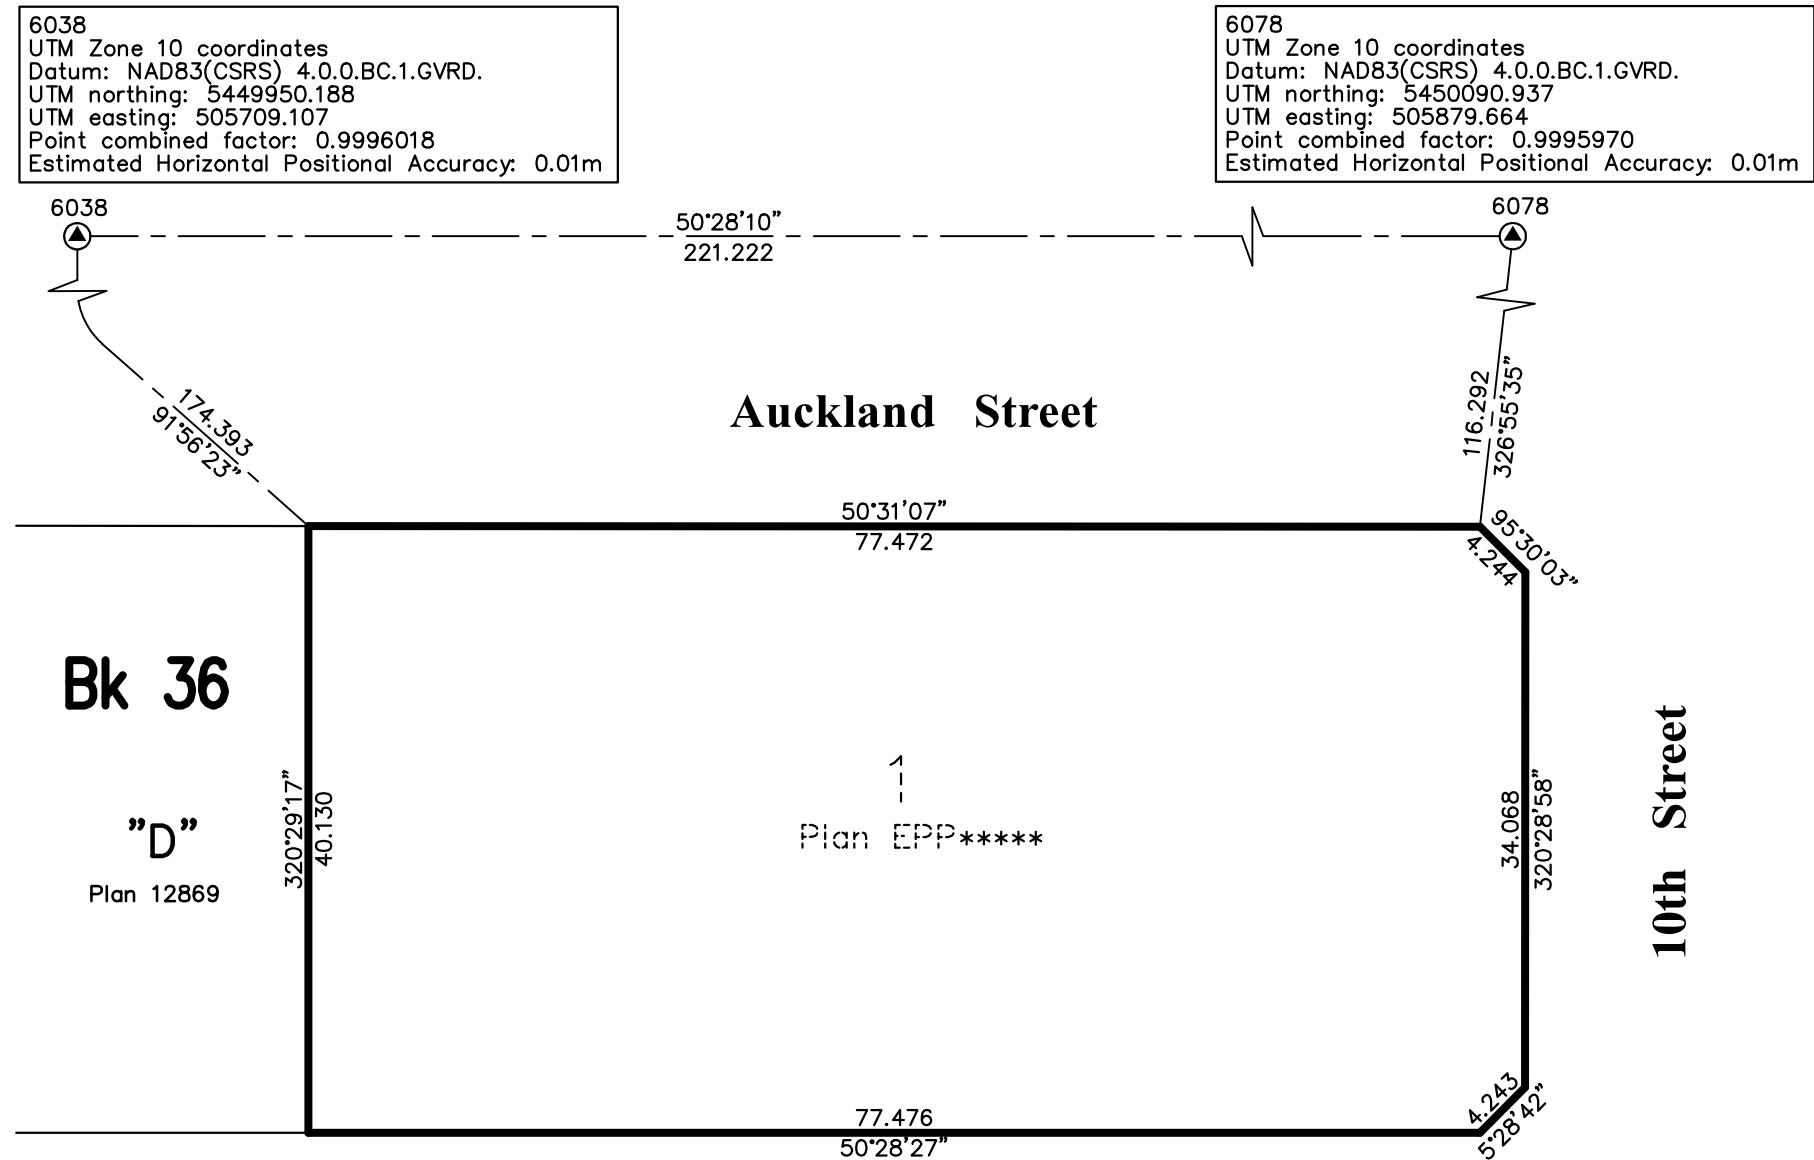 6038
UTM Zone 10 coordinates
Datum: NAD83(CSRS) 4.0.0.BC.1.GVRD.
UTM northing: 5449950.188
UTM easting: 505709.107
Point combined factor: 0.9996018
Estimated Horizontal Positional Accuracy: 0.01m
6078
UTM Zone 10 coordinates
Datum: NAD83(CSRS) 4.0.0.BC.1.GVRD.
UTM northing: 5450090.937
UTM easting: 505879.664
Point combined factor: 0.9995970
Estimated Horizontal Positional Accuracy: 0.01m
6038
6078
50°28'10"
221.222
174.393
91°56'23"
Auckland Street
116.292
326°55'35"
50°31'07"
77.472
95°30'03"
4.244
Bk 36
"D"
Plan 12869
320°29'17"
40.130
1
Plan EPP*****
34.068
320°28'58"
10th Street
77.476
50°28'27"
4.243
5°28'42"